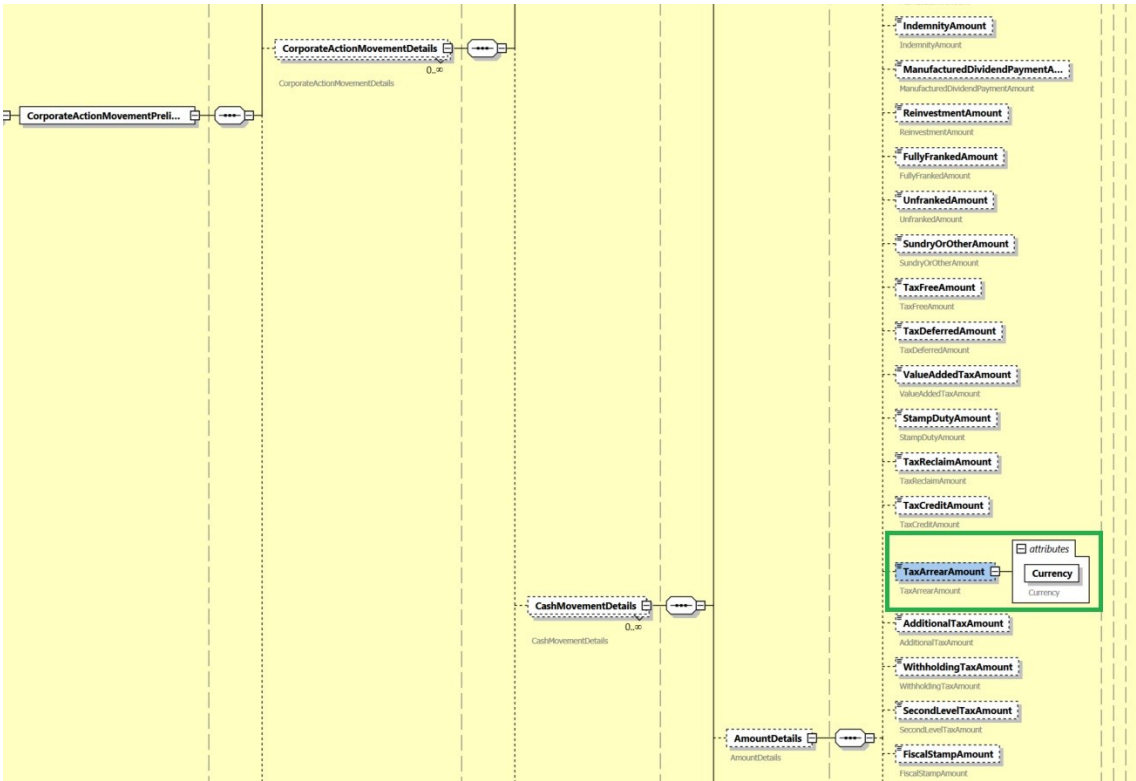 CorporateActionMovementPreli...
CorporateActionMovementDetails
0..∞
CorporateActionMovementDetails
CashMovementDetails
0..∞
CashMovementDetails
AmountDetails
AmountDetails
IndemnityAmount
IndemnityAmount
ManufacturedDividendPaymentA...
ManufacturedDividendPaymentAmount
ReinvestmentAmount
ReinvestmentAmount
FullyFrankedAmount
FullyFrankedAmount
UnfrankedAmount
UnfrankedAmount
SundryOrOtherAmount
SundryOrOtherAmount
TaxFreeAmount
TaxFreeAmount
TaxDeferredAmount
TaxDeferredAmount
ValueAddedTaxAmount
ValueAddedTaxAmount
StampDutyAmount
StampDutyAmount
TaxReclaimAmount
TaxReclaimAmount
TaxCreditAmount
TaxCreditAmount
attributes
TaxArrearAmount
Currency
TaxArrearAmount
Currency
AdditionalTaxAmount
AdditionalTaxAmount
WithholdingTaxAmount
WithholdingTaxAmount
SecondLevelTaxAmount
SecondLevelTaxAmount
FiscalStampAmount
FiscalStampAmount